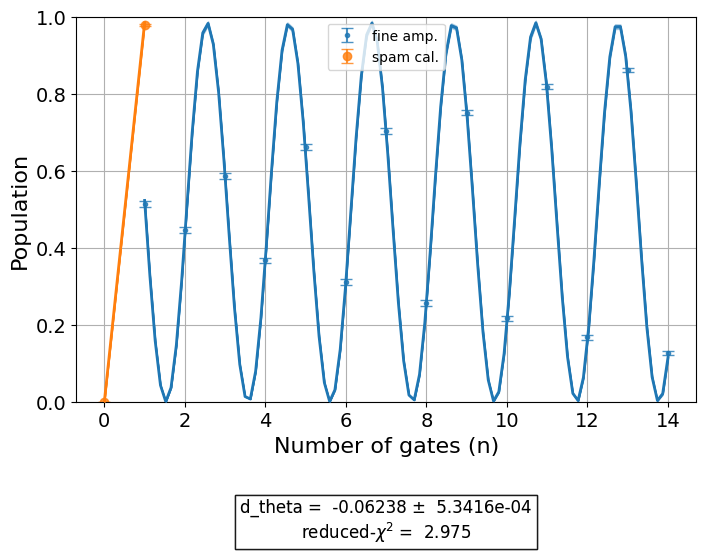 1.0
0.8
0.6
0.4
0.2
0.0
Population
fine amp.
spam cal.
0 2 4 6 8 10 12 14
Number of gates (n)
d_theta = -0.06238 ± 5.3416e-04
reduced-χ² = 2.975